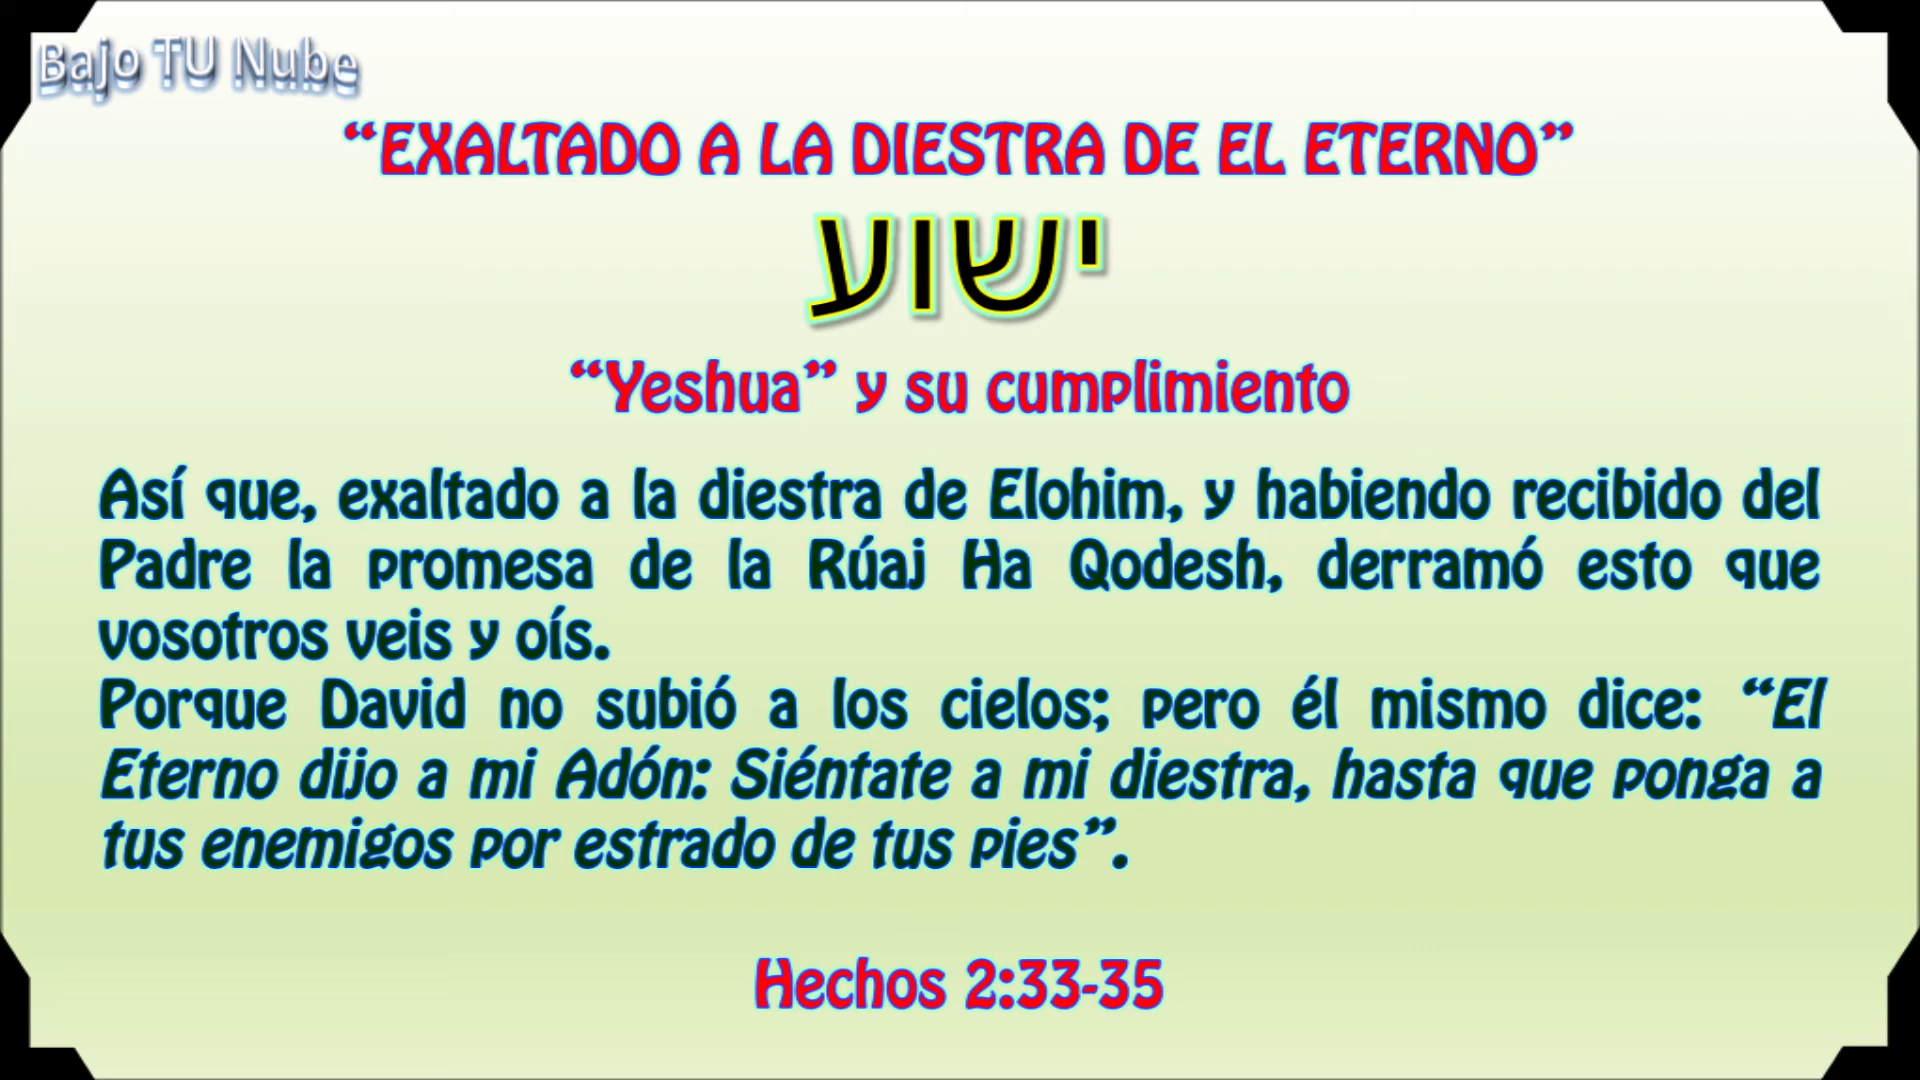 Bajo TU Nube
“EXALTADO A LA DIESTRA DE EL ETERNO”
ישוע
“Yeshua” y su cumplimiento
Así que, exaltado a la diestra de Elohim, y habiendo recibido del
Padre la promesa de la Rúaj Ha Qodesh, derramó esto que
vosotros veis y oís.
Porque David no subió a los cielos; pero él mismo dice: “El
Eterno dijo a mi Adón: Siéntate a mi diestra, hasta que ponga a
tus enemigos por estrado de tus pies”.
Hechos 2:33-35